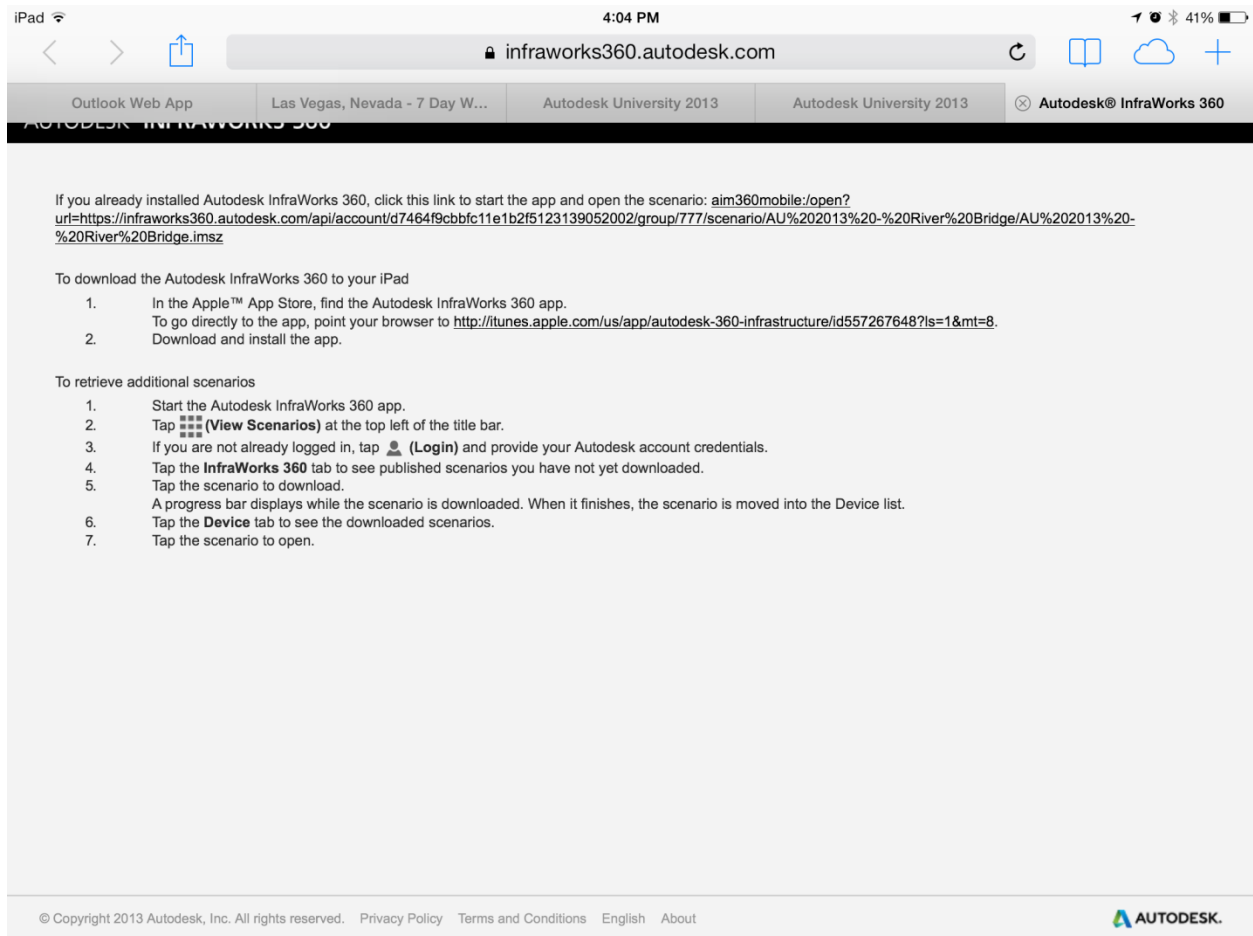 iPad
4:04 PM
41%
infraworks360.autodesk.com
Outlook Web App
Las Vegas, Nevada - 7 Day W...
Autodesk University 2013
Autodesk University 2013
Autodesk® InfraWorks 360
AUTODESK INFRAWORKS 360
If you already installed Autodesk InfraWorks 360, click this link to start the app and open the scenario: aim360mobile:/open?
url=https://infraworks360.autodesk.com/api/account/d7464f9cbbfc11e1b2f5123139052002/group/777/scenario/AU%202013%20-%20River%20Bridge/AU%202013%20-
%20River%20Bridge.imsz
To download the Autodesk InfraWorks 360 to your iPad
1. In the Apple™ App Store, find the Autodesk InfraWorks 360 app.
To go directly to the app, point your browser to http://itunes.apple.com/us/app/autodesk-360-infrastructure/id557267648?ls=1&mt=8.
2. Download and install the app.
To retrieve additional scenarios
1. Start the Autodesk InfraWorks 360 app.
2. Tap (View Scenarios) at the top left of the title bar.
3. If you are not already logged in, tap (Login) and provide your Autodesk account credentials.
4. Tap the InfraWorks 360 tab to see published scenarios you have not yet downloaded.
5. Tap the scenario to download.
A progress bar displays while the scenario is downloaded. When it finishes, the scenario is moved into the Device list.
6. Tap the Device tab to see the downloaded scenarios.
7. Tap the scenario to open.
© Copyright 2013 Autodesk, Inc. All rights reserved. Privacy Policy Terms and Conditions English About
AUTODESK.